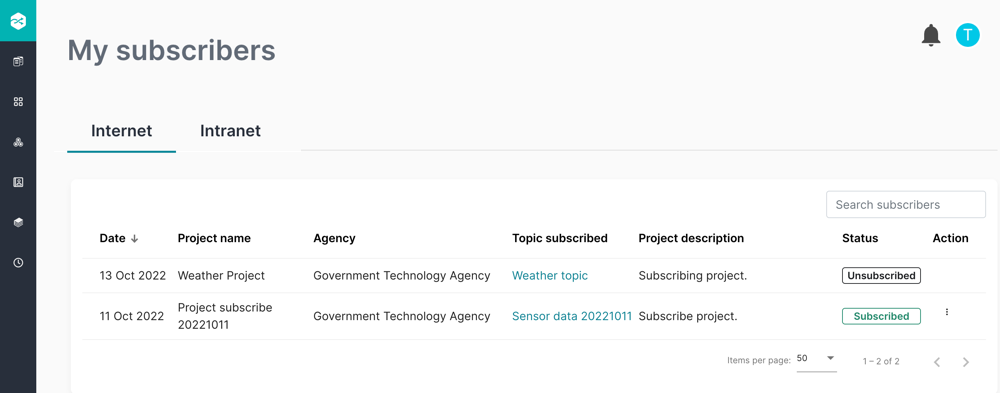 My subscribers
T
Internet Intranet
Search subscribers
Date Project name Agency Topic subscribed Project description Status Action
13 Oct 2022 Weather Project Government Technology Agency Weather topic Subscribing project. Unsubscribed
11 Oct 2022 Project subscribe 20221011 Government Technology Agency Sensor data 20221011 Subscribe project. Subscribed
Items per page: 50 1 – 2 of 2